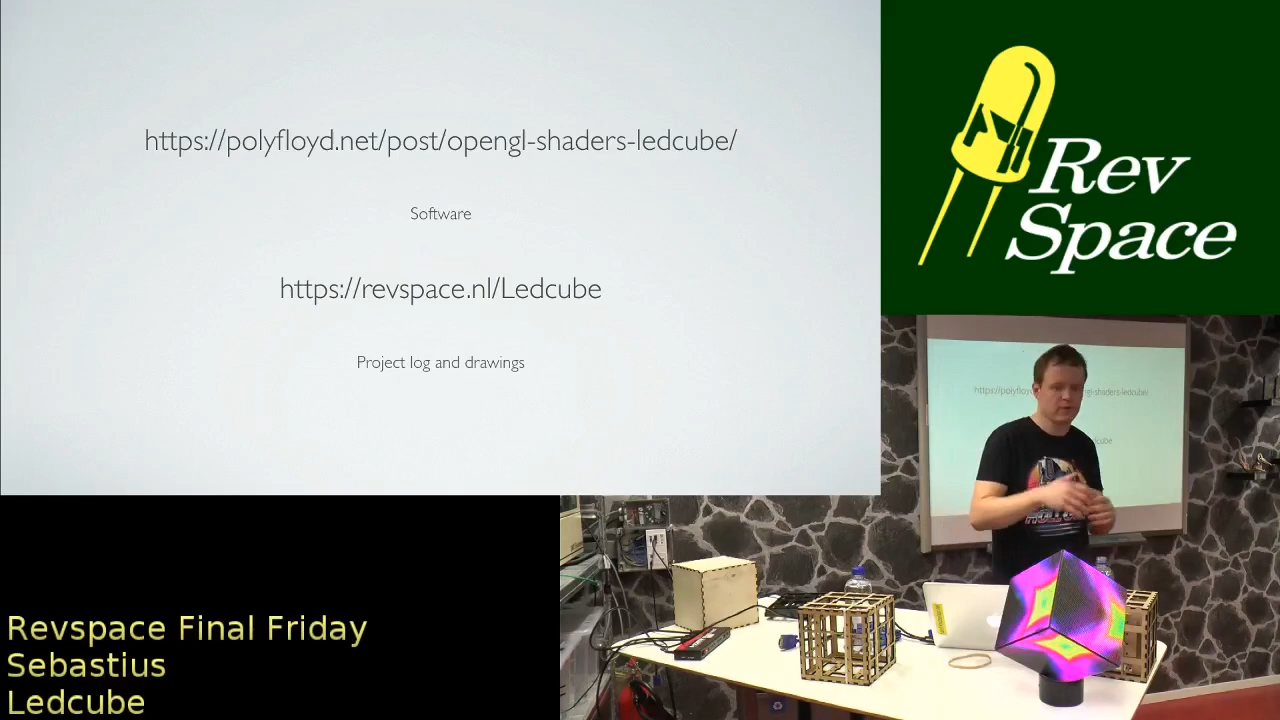 https://polyfloyd.net/post/opengl-shaders-ledcube/
Software
https://revspace.nl/Ledcube
Project log and drawings
Rev
Space
Revspace Final Friday
Sebastius
Ledcube